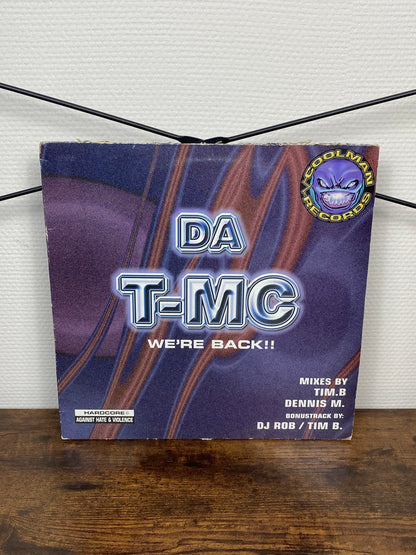 COOLMAN
RECORDS
DA
T-MC
WE'RE BACK!!
MIXES BY
TIM.B
DENNIS M.
BONUSTRACK BY:
DJ ROB / TIM B.
HARDCORE
AGAINST HATE & VIOLENCE